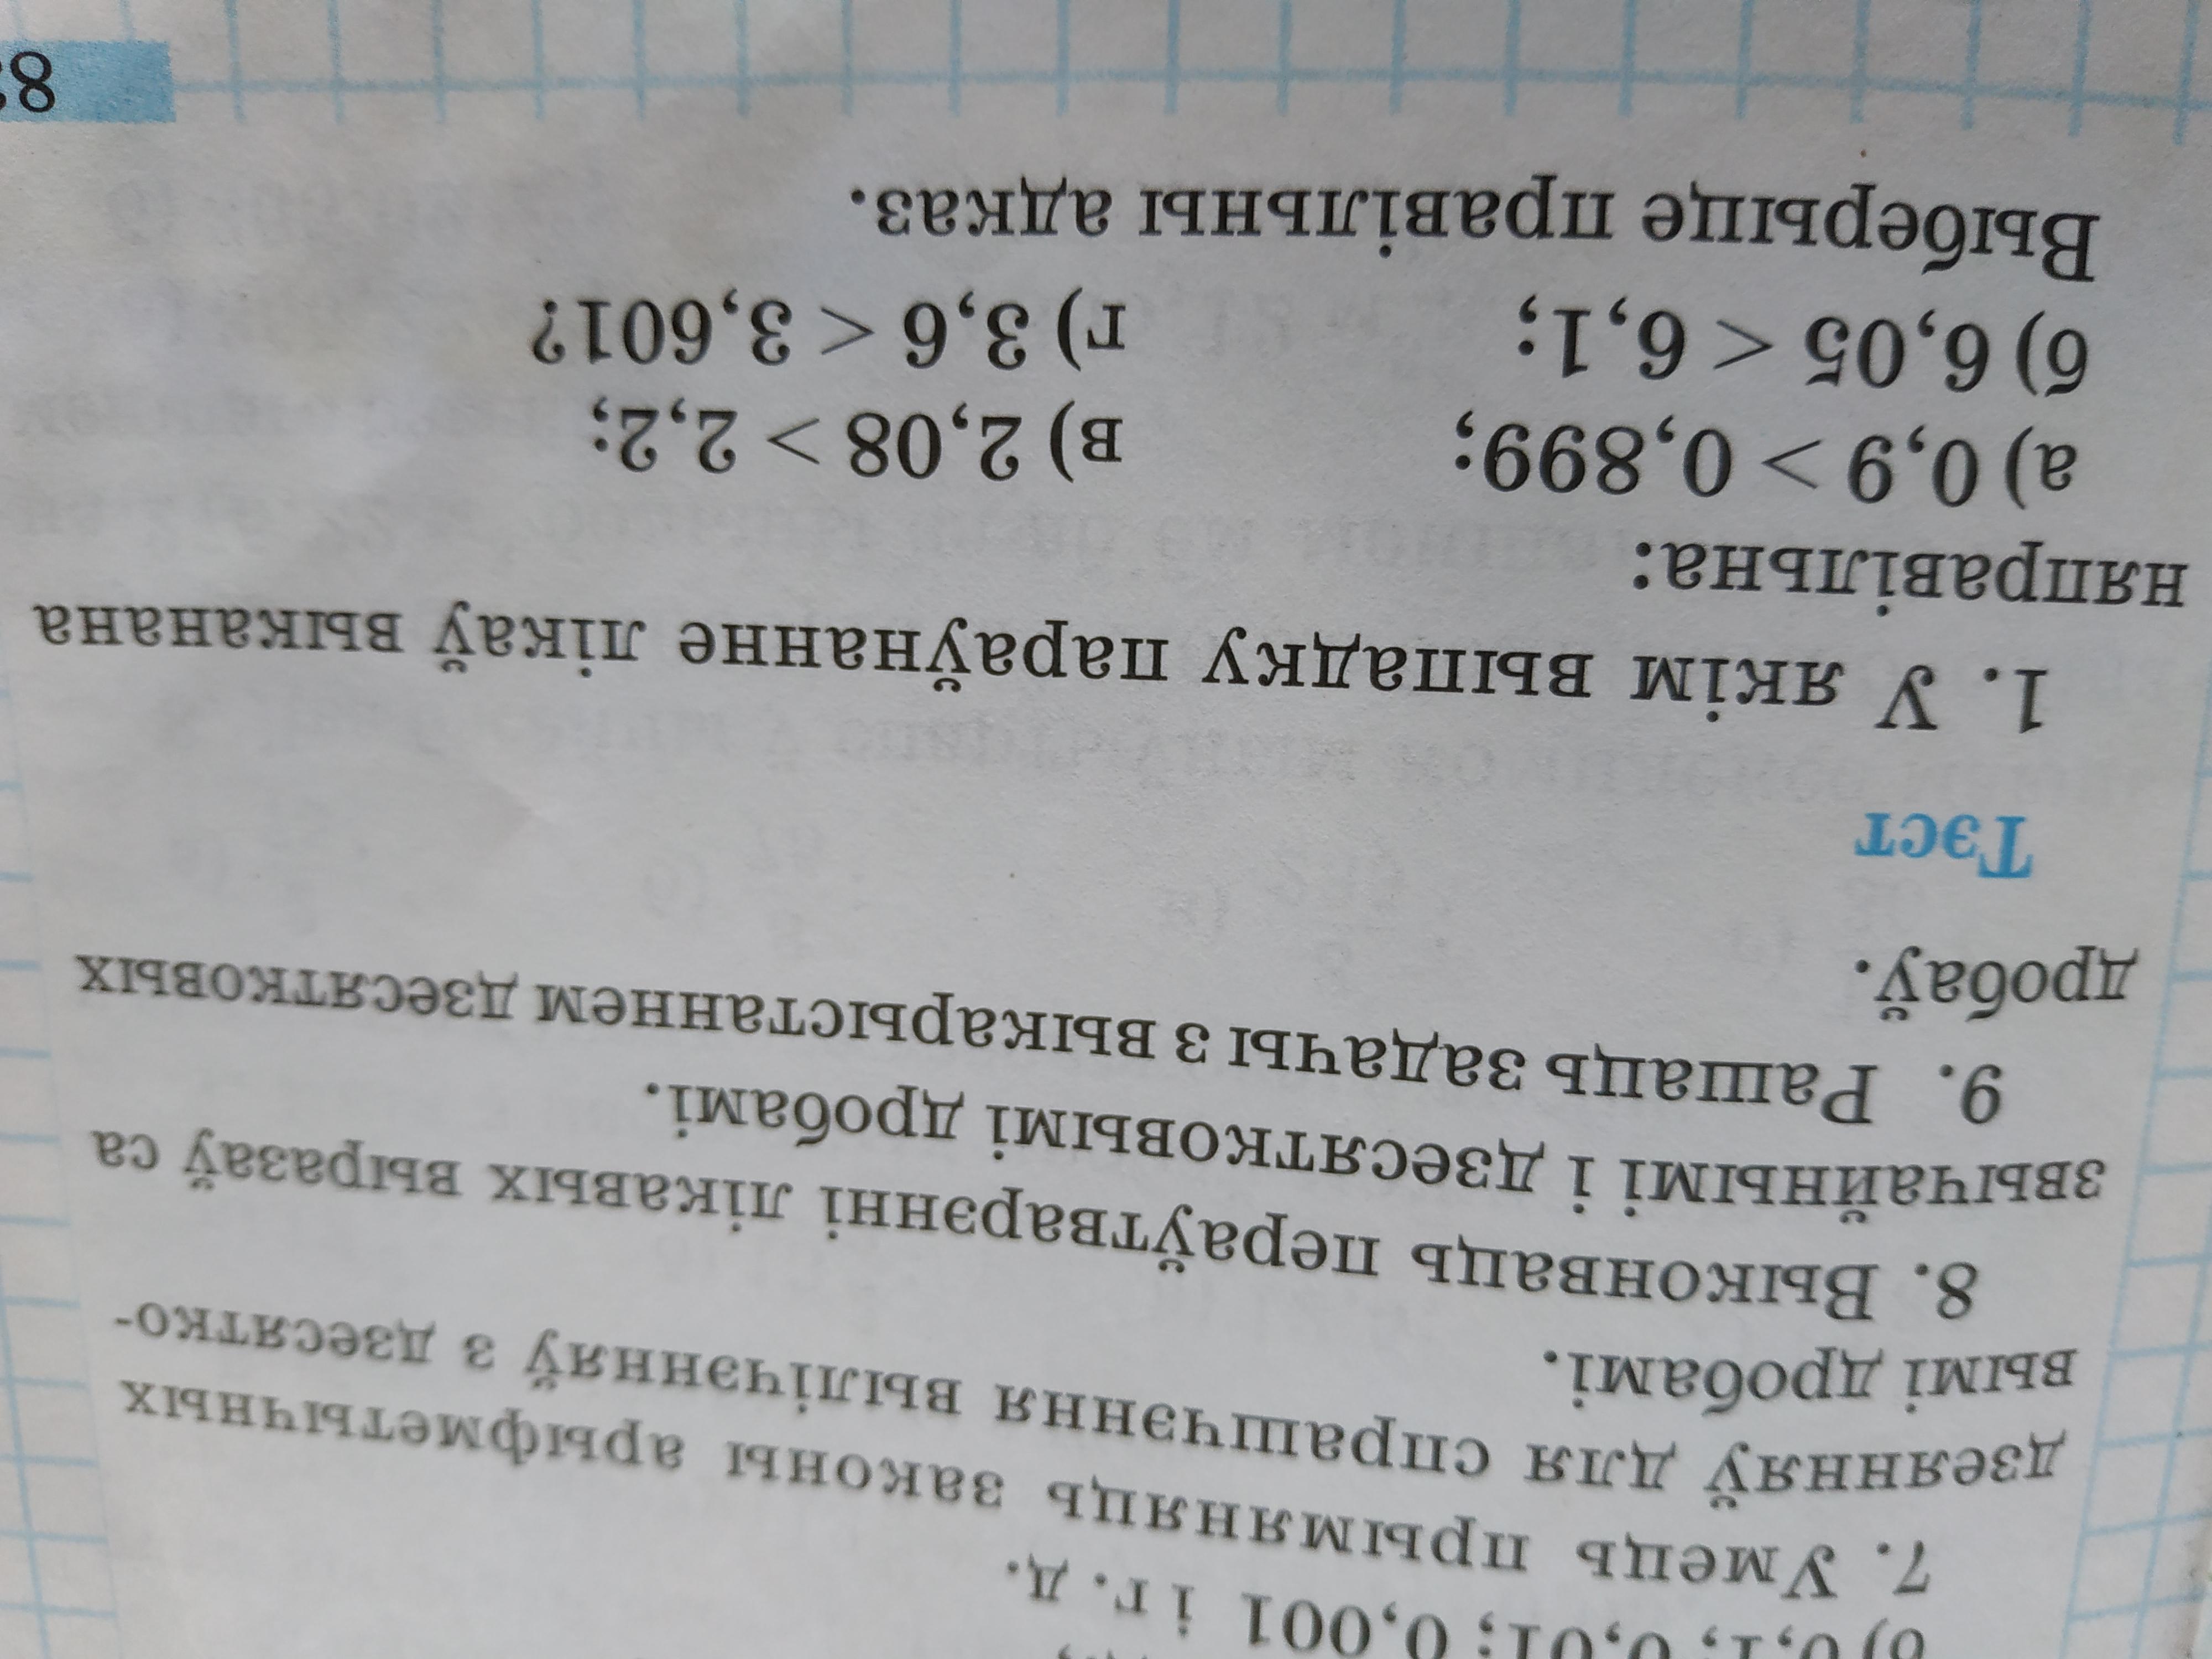 б) 0,1; 0,01; 0,001 і г. д.
7. Умець прымяняць законы арыфметычных
дзеянняў для спрашчэння вылічэнняў з дзесятко-
вымі дробамі.
8. Выконваць пераўтварэнні лікавых выразаў са
звычайнымі і дзесятковымі дробамі.
9. Рашаць задачы з выкарыстаннем дзесятковых
дробаў.
Тэст
1. У якім выпадку параўнанне лікаў выканана
няправільна:
а) 0,9 > 0,899; в) 2,08 > 2,2;
б) 6,05 < 6,1; г) 3,6 < 3,601?
Выберыце правільны адказ.